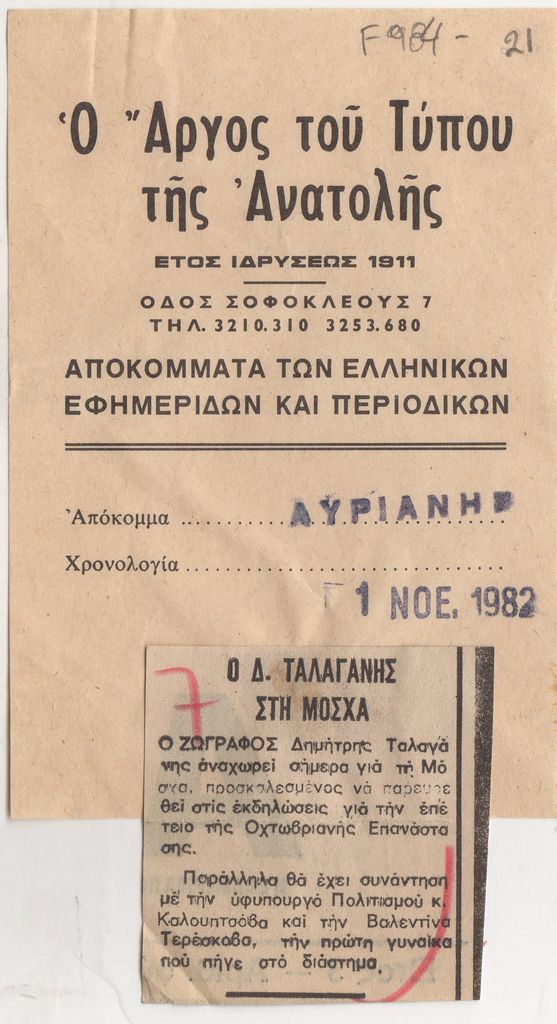 F984 - 21
Ὁ Ἄργος τοῦ Τύπου
τῆς Ἀνατολῆς
ΕΤΟΣ ΙΔΡΥΣΕΩΣ 1911
ΟΔΟΣ ΣΟΦΟΚΛΕΟΥΣ 7
ΤΗΛ. 3210.310 3253.680
ΑΠΟΚΟΜΜΑΤΑ ΤΩΝ ΕΛΛΗΝΙΚΩΝ
ΕΦΗΜΕΡΙΔΩΝ ΚΑΙ ΠΕΡΙΟΔΙΚΩΝ
Ἀπόκομμα ........ ΑΥΡΙΑΝΗ
Χρονολογία ........
1 ΝΟΕ. 1982
7
Ο Δ. ΤΑΛΑΓΑΝΗΣ
ΣΤΗ ΜΟΣΧΑ
Ο ΖΩΓΡΑΦΟΣ Δημήτρης Ταλαγά
νης ἀναχωρεῖ σήμερα γιά τή Μό
σχα, προσκαλεσμένος νά παρευρε
θεῖ στίς ἐκδηλώσεις γιά τήν ἐπέ
τειο τῆς Οχτωβριανῆς Επανάστα
σης.
Παράλληλα θά ἔχει συνάντηση
μέ τήν ὑφυπουργό Πολιτισμοῦ κ.
Καλουπτσόβα καί τήν Βαλεντίνα
Τερέσκοβα, τήν πρώτη γυναίκα
πού πῆγε στό διάστημα.